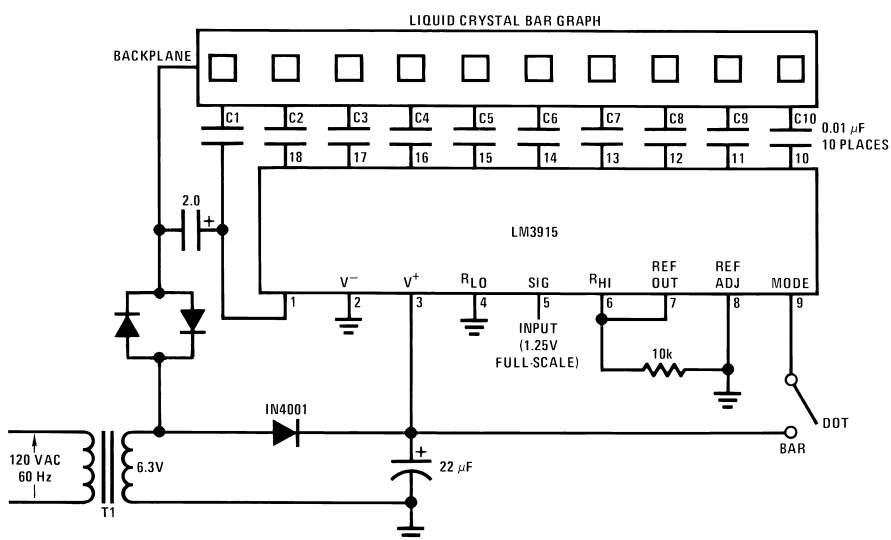 LIQUID CRYSTAL BAR GRAPH
BACKPLANE
C1 C2 C3 C4 C5 C6 C7 C8 C9 C10
0.01 μF
10 PLACES
18 17 16 15 14 13 12 11 10
2.0
+
LM3915
V− V+ RLO SIG RHI REF OUT REF ADJ MODE
1 2 3 4 5 6 7 8 9
INPUT
(1.25V
FULL-SCALE)
10k
IN4001
DOT
BAR
120 VAC
60 Hz
6.3V
+
22 μF
T1